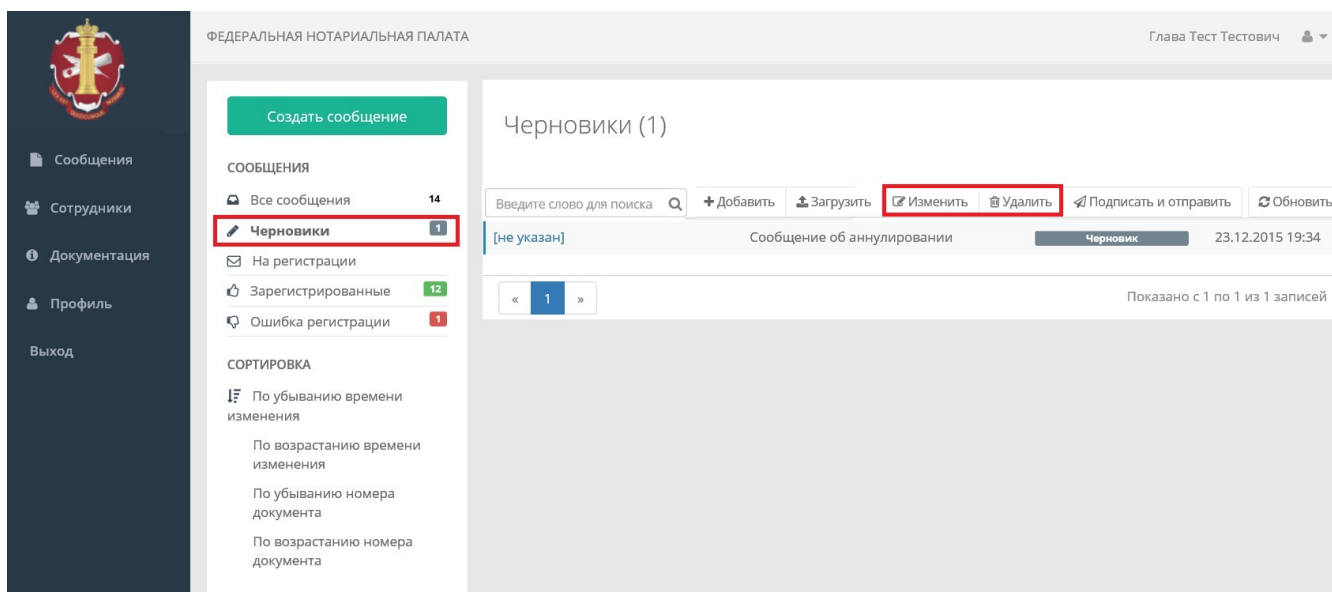 ФЕДЕРАЛЬНАЯ НОТАРИАЛЬНАЯ ПАЛАТА
Глава Тест Тестович
Сообщения
Сотрудники
Документация
Профиль
Выход
Создать сообщение
СООБЩЕНИЯ
Все сообщения 14
Черновики 1
На регистрации
Зарегистрированные 12
Ошибка регистрации 1
СОРТИРОВКА
По убыванию времени
изменения
По возрастанию времени
изменения
По убыванию номера
документа
По возрастанию номера
документа
Черновики (1)
Введите слово для поиска Добавить Загрузить Изменить Удалить Подписать и отправить Обновить
[не указан] Сообщение об аннулировании Черновик 23.12.2015 19:34
« 1 » Показано с 1 по 1 из 1 записей